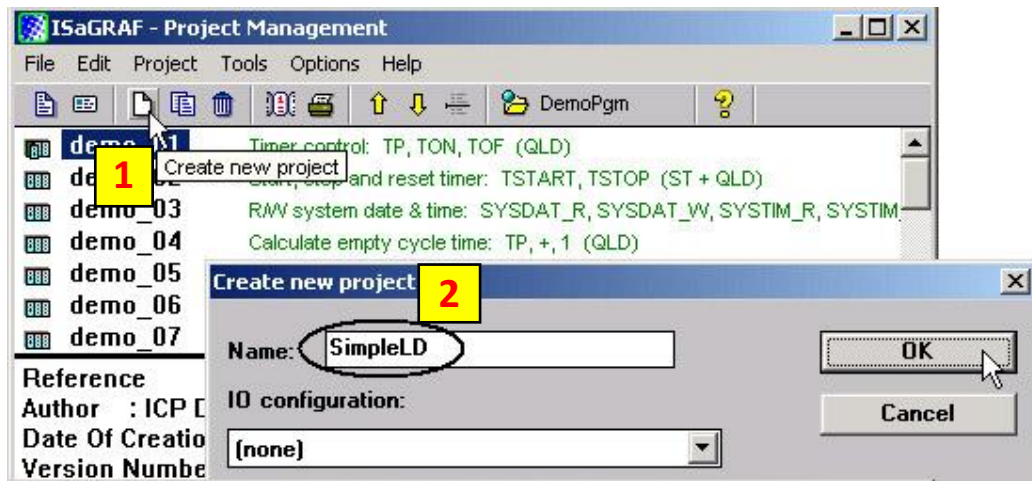 ISaGRAF - Project Management
File Edit Project Tools Options Help
DemoPgm
demo_01 Timer control: TP, TON, TOF (QLD)
1
Create new project
and reset timer: TSTART, TSTOP (ST + QLD)
demo_03 R/W system date & time: SYSDAT_R, SYSDAT_W, SYSTIM_R, SYSTIM_
demo_04 Calculate empty cycle time: TP, +, 1 (QLD)
demo_05
demo_06
demo_07
Create new project
2
Name: SimpleLD
OK
IO configuration:
Cancel
(none)
Reference
Author : ICP D
Date Of Creatio
Version Numbe